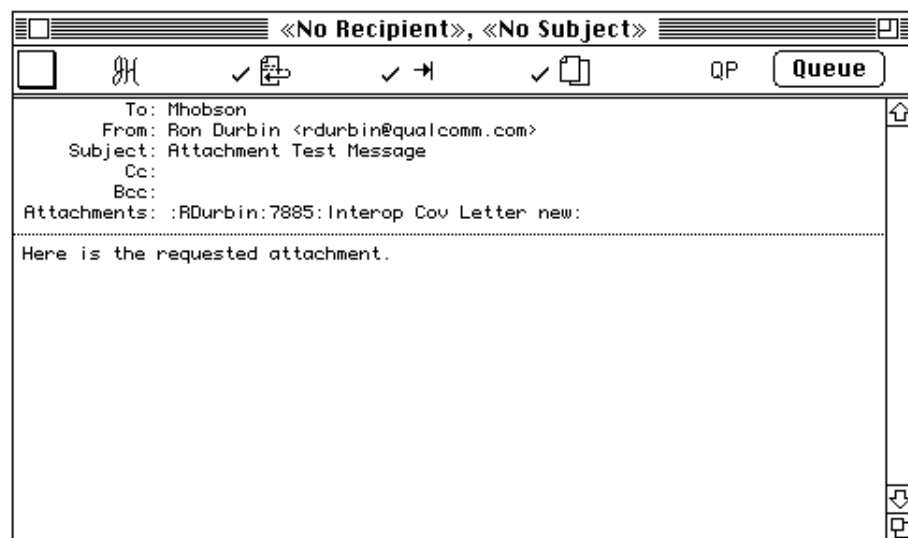 «No Recipient», «No Subject»
QP Queue
To: Mhobson
From: Ron Durbin <rdurbin@qualcomm.com>
Subject: Attachment Test Message
Cc:
Bcc:
Attachments: :RDurbin:7885:Interop Cov Letter new:
Here is the requested attachment.